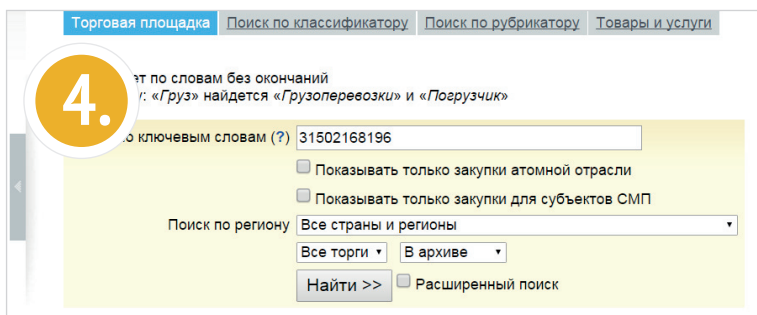 Торговая площадка Поиск по классификатору Поиск по рубрикатору Товары и услуги
4.
по словам без окончаний
«Груз» найдется «Грузоперевозки» и «Погрузчик»
ключевым словам (?) 31502168196
Показывать только закупки атомной отрасли
Показывать только закупки для субъектов СМП
Поиск по региону Все страны и регионы
Все торги В архиве
Найти >> Расширенный поиск